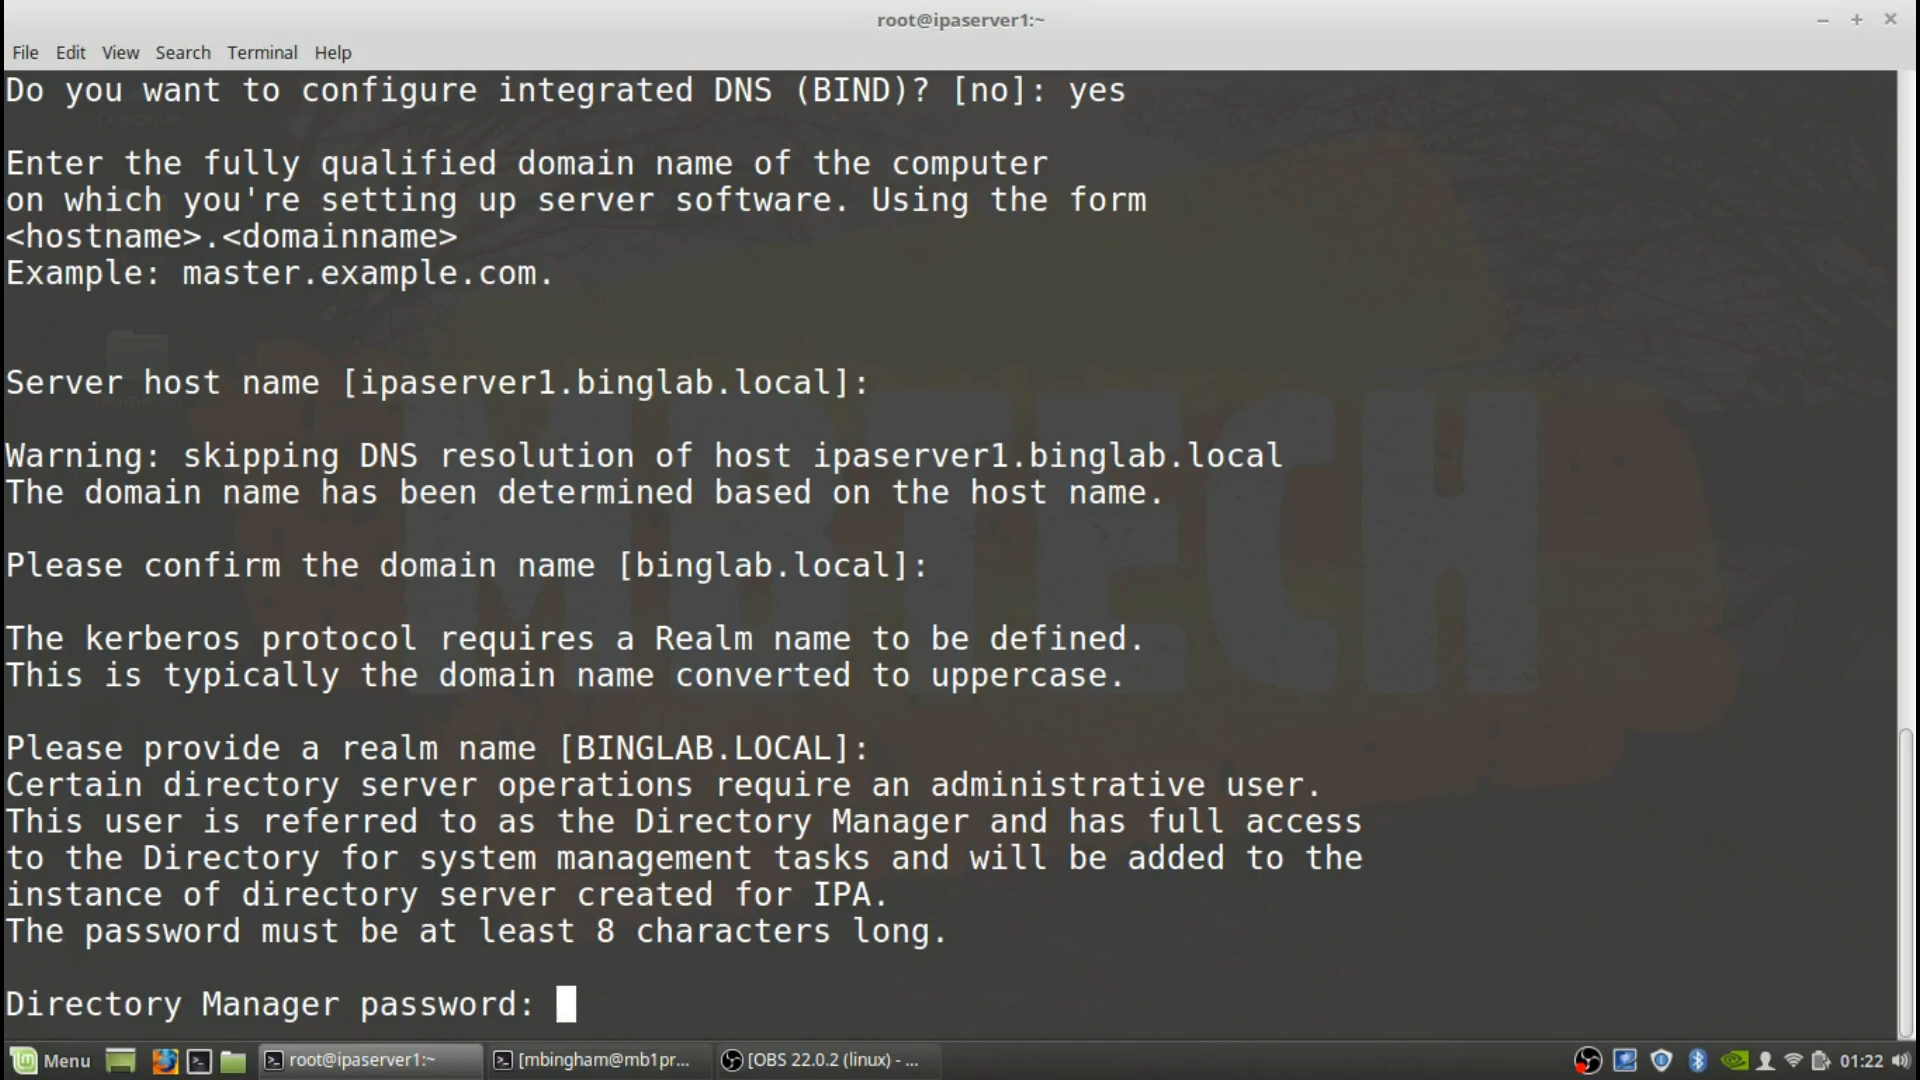 root@ipaserver1:~
File Edit View Search Terminal Help
Do you want to configure integrated DNS (BIND)? [no]: yes
Computer
Enter the fully qualified domain name of the computer
on which you're setting up server software. Using the form
<hostname>.<domainname>
Example: master.example.com.
Server host name [ipaserver1.binglab.local]:
Warning: skipping DNS resolution of host ipaserver1.binglab.local
The domain name has been determined based on the host name.
MBTECH
Please confirm the domain name [binglab.local]:
The kerberos protocol requires a Realm name to be defined.
This is typically the domain name converted to uppercase.
Please provide a realm name [BINGLAB.LOCAL]:
Certain directory server operations require an administrative user.
This user is referred to as the Directory Manager and has full access
to the Directory for system management tasks and will be added to the
instance of directory server created for IPA.
The password must be at least 8 characters long.
Directory Manager password:
Menu root@ipaserver1:~ [mbingham@mb1pr... [OBS 22.0.2 (linux) - ... 01:22